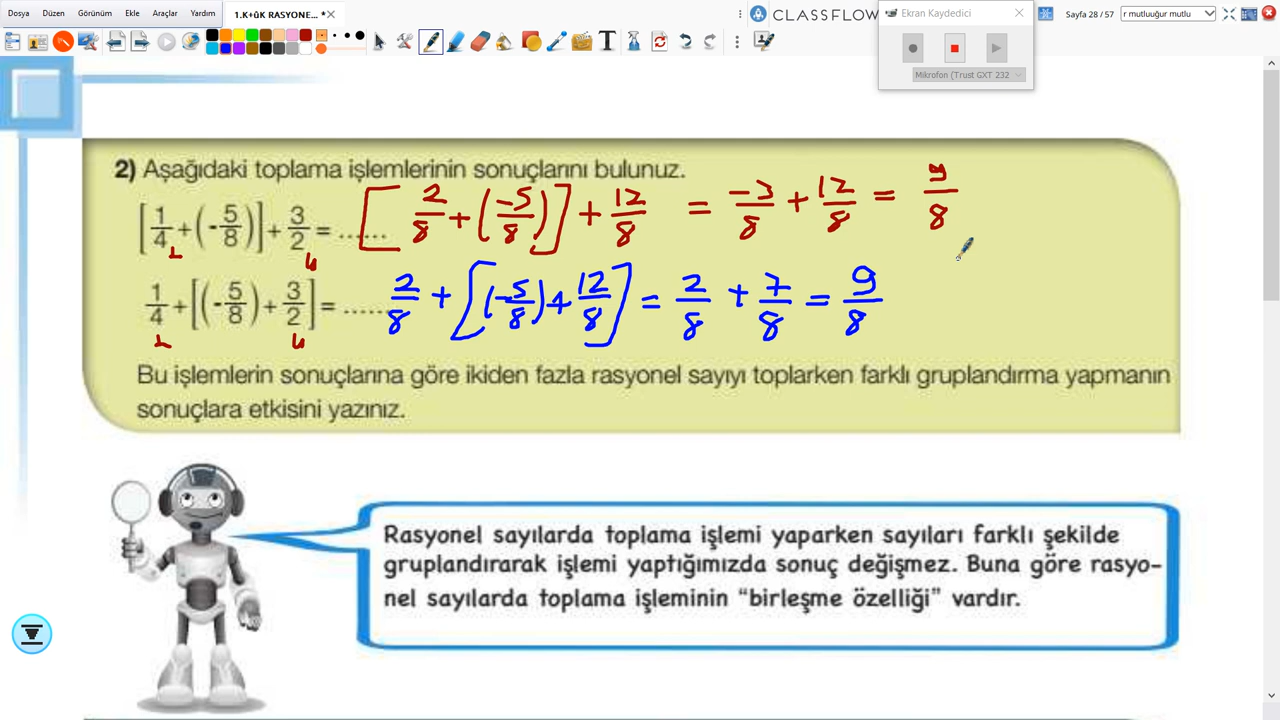 Dosya Düzen Görünüm Ekle Araçlar Yardım 1.K+ûK RASYONE... *
CLASSFLOW
Ekran Kaydedici
Sayfa 28 / 57
r mutluuğur mutlu
Mikrofon (Trust GXT 232
2) Aşağıdaki toplama işlemlerinin sonuçlarını bulunuz.
[1/4 + (-5/8)] + 3/2 = ...... [2/8 + (-5/8)] + 12/8 = -3/8 + 12/8 = 9/8
1/4 + [(-5/8) + 3/2] = ...... 2/8 + [(-5/8) + 12/8] = 2/8 + 7/8 = 9/8
Bu işlemlerin sonuçlarına göre ikiden fazla rasyonel sayıyı toplarken farklı gruplandırma yapmanın
sonuçlara etkisini yazınız.
Rasyonel sayılarda toplama işlemi yaparken sayıları farklı şekilde
gruplandırarak işlemi yaptığımızda sonuç değişmez. Buna göre rasyo-
nel sayılarda toplama işleminin “birleşme özelliği” vardır.